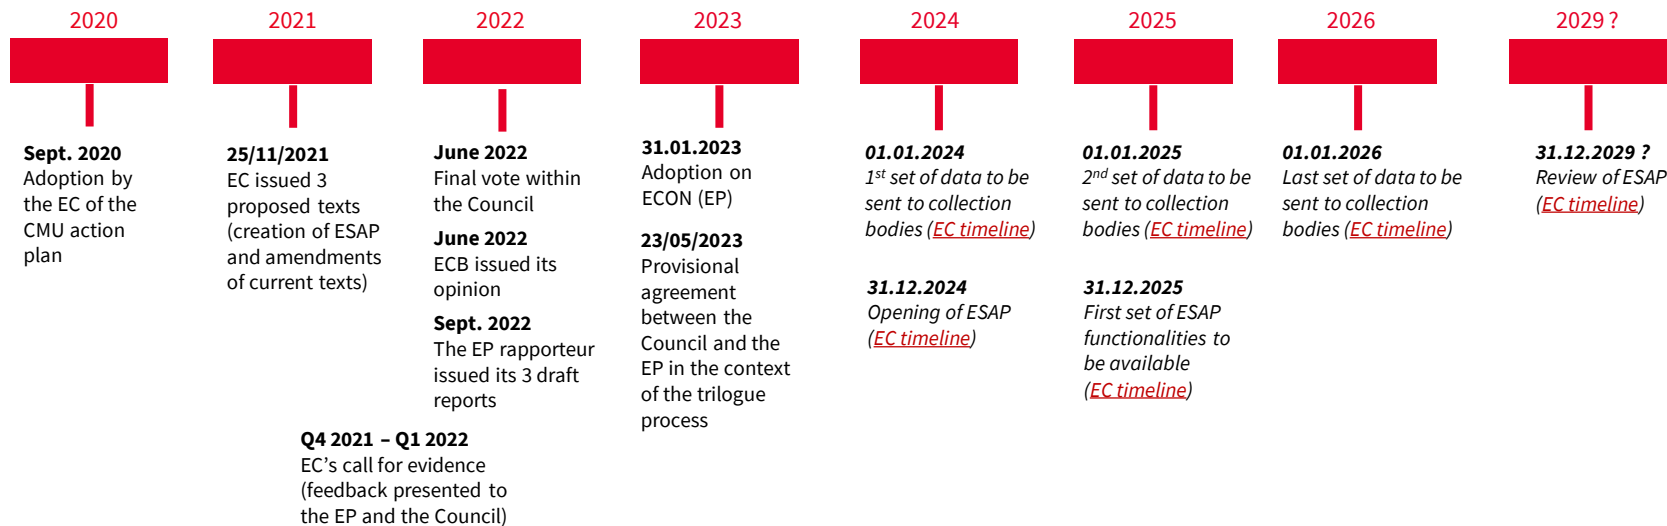 2020
2021
2022
2023
2024
2025
2026
2029 ?
Sept. 2020
Adoption by
the EC of the
CMU action
plan
25/11/2021
EC issued 3
proposed texts
(creation of ESAP
and amendments
of current texts)
Q4 2021 – Q1 2022
EC's call for evidence
(feedback presented to
the EP and the Council)
June 2022
Final vote within
the Council
June 2022
ECB issued its
opinion
Sept. 2022
The EP rapporteur
issued its 3 draft
reports
31.01.2023
Adoption on
ECON (EP)
23/05/2023
Provisional
agreement
between the
Council and the
EP in the context
of the trilogue
process
01.01.2024
1st set of data to be
sent to collection
bodies (EC timeline)
31.12.2024
Opening of ESAP
(EC timeline)
01.01.2025
2nd set of data to be
sent to collection
bodies (EC timeline)
31.12.2025
First set of ESAP
functionalities to
be available
(EC timeline)
01.01.2026
Last set of data to be
sent to collection
bodies (EC timeline)
31.12.2029 ?
Review of ESAP
(EC timeline)